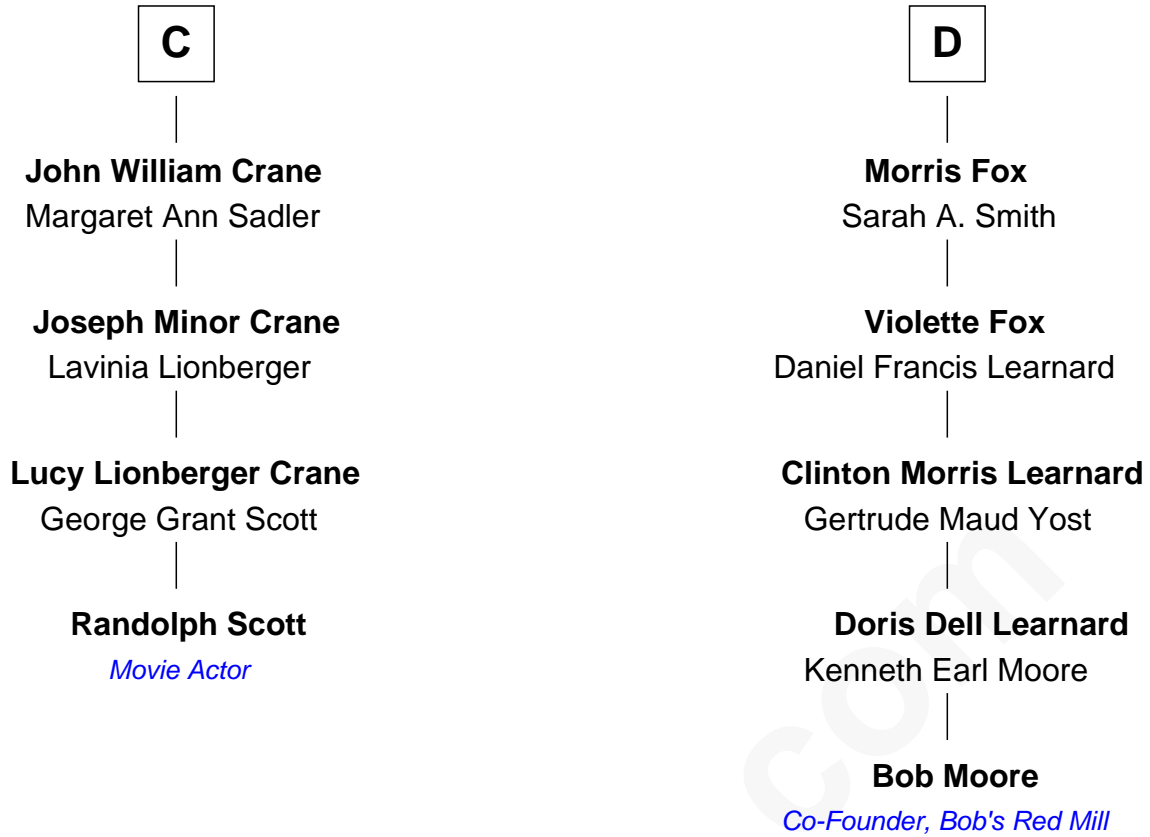 C
John William Crane
Margaret Ann Sadler
Joseph Minor Crane
Lavinia Lionberger
Lucy Lionberger Crane
George Grant Scott
Randolph Scott
Movie Actor
D
Morris Fox
Sarah A. Smith
Violette Fox
Daniel Francis Learnard
Clinton Morris Learnard
Gertrude Maud Yost
Doris Dell Learnard
Kenneth Earl Moore
Bob Moore
Co-Founder, Bob's Red Mill
com